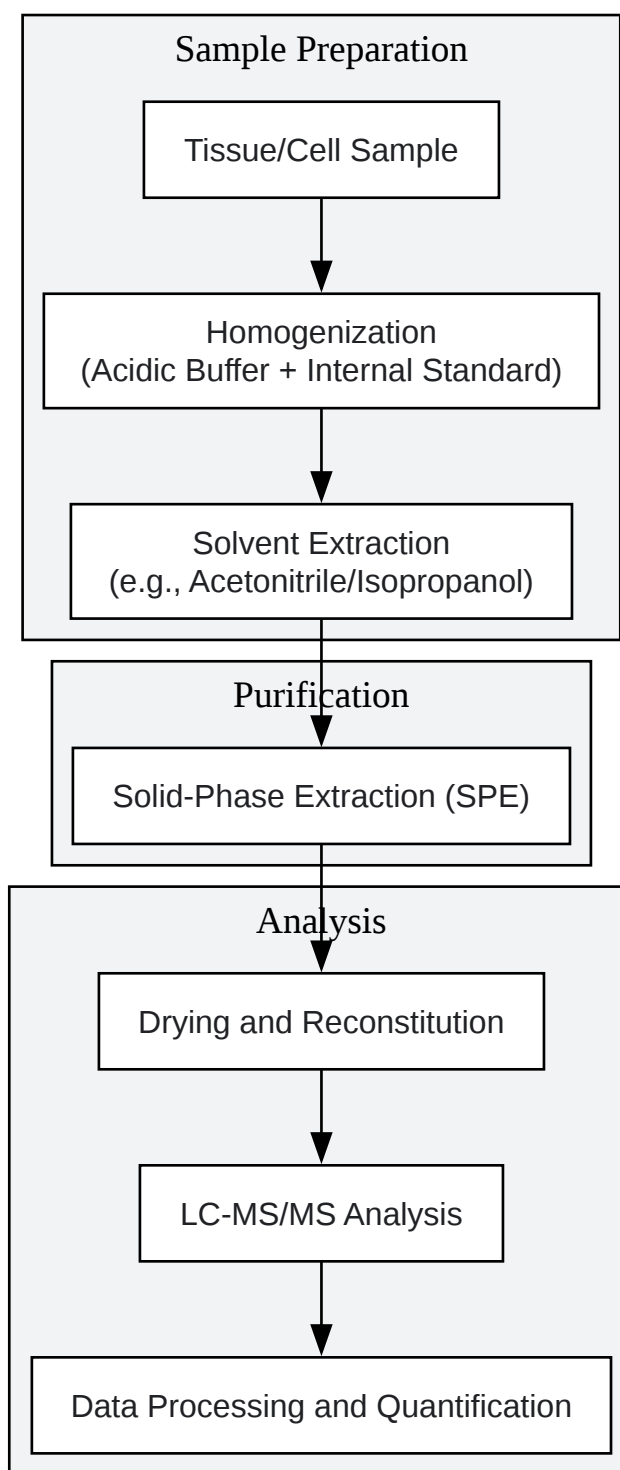 Sample Preparation
Tissue/Cell Sample
Homogenization
(Acidic Buffer + Internal Standard)
Solvent Extraction
(e.g., Acetonitrile/Isopropanol)
Purification
Solid-Phase Extraction (SPE)
Analysis
Drying and Reconstitution
LC-MS/MS Analysis
Data Processing and Quantification